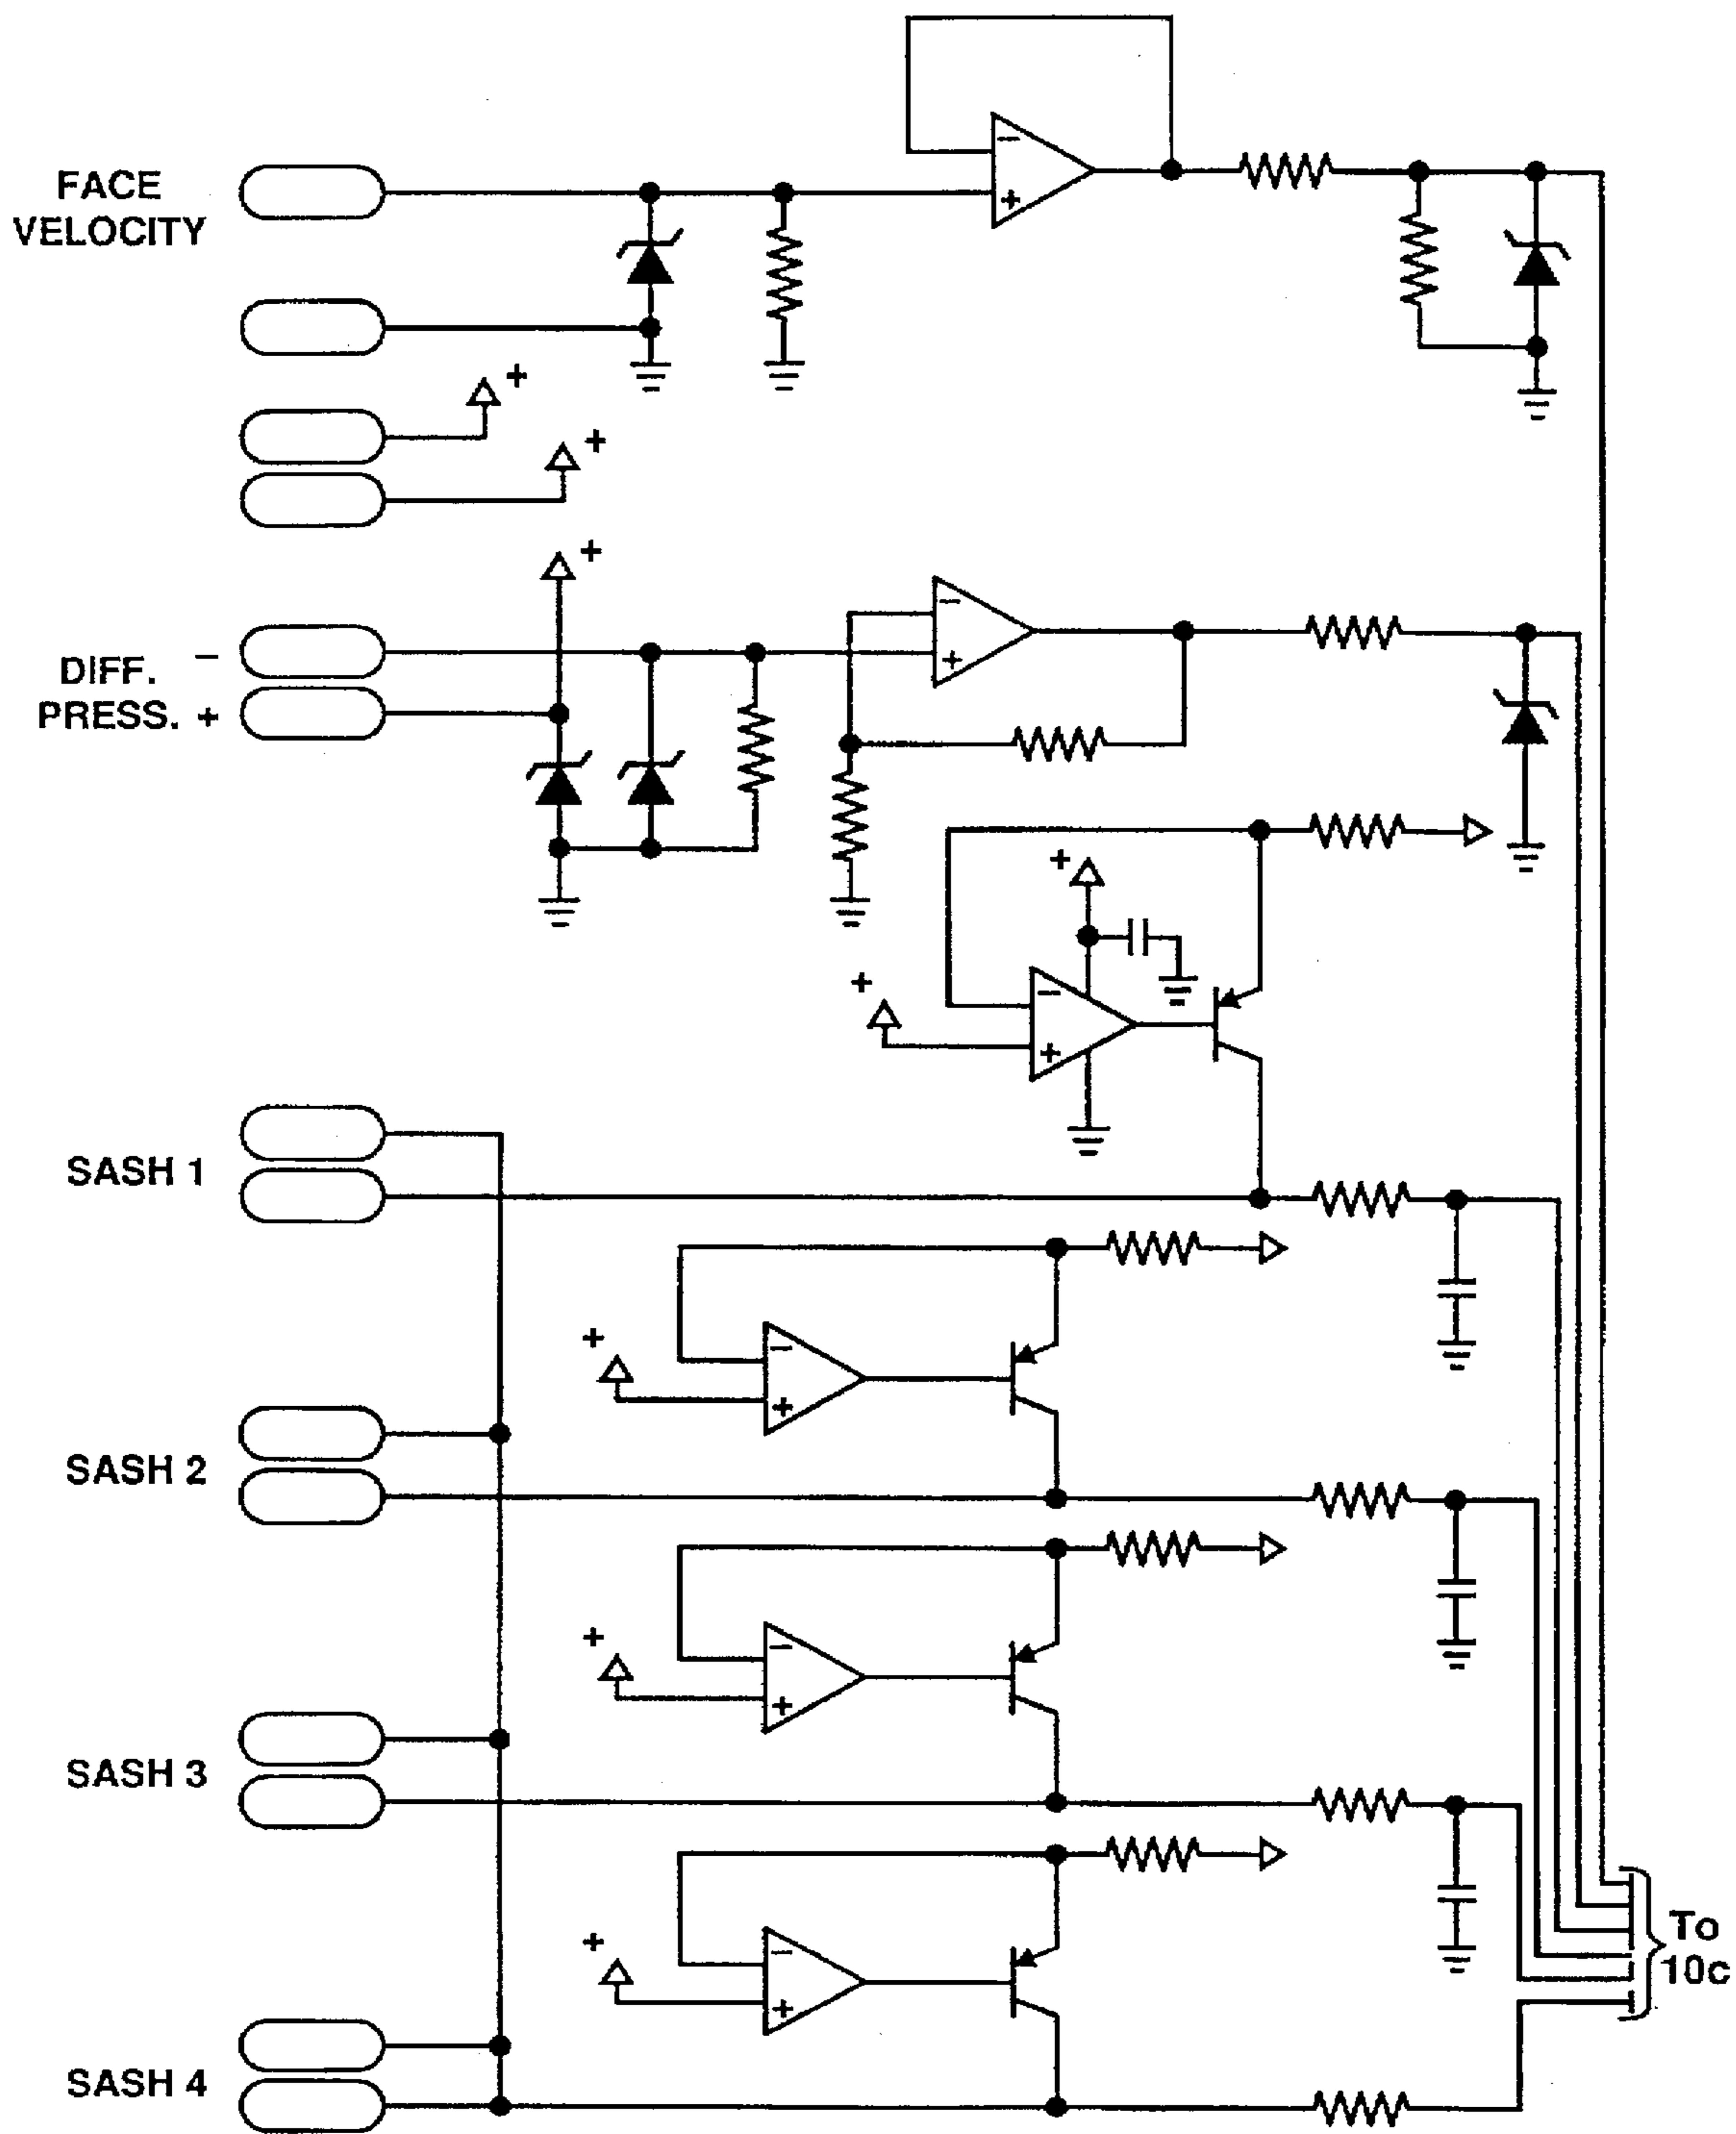 FACE
VELOCITY
−
+
+
+
+
DIFF.
PRESS.
−
+
−
+
+
+
−
+
SASH 1
+
−
+
SASH 2
+
−
+
SASH 3
+
−
+
SASH 4
To
10c